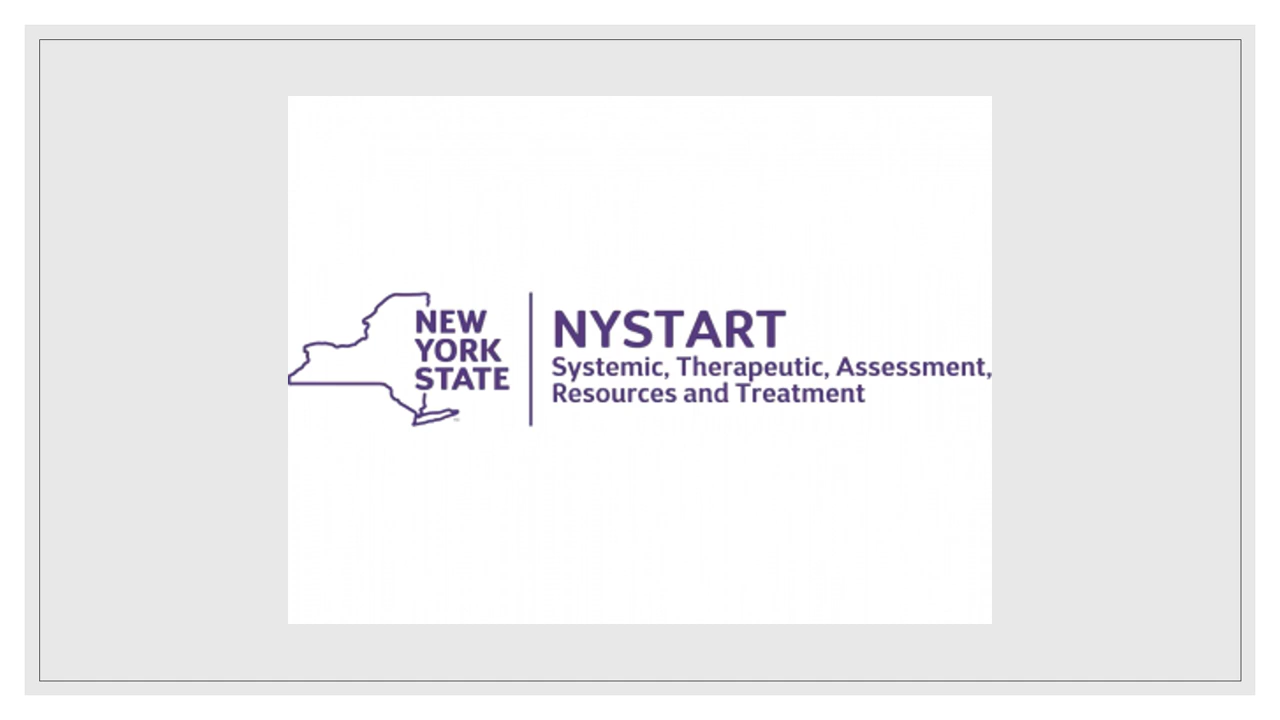 NEW
YORK
STATE
NYSTART
Systemic, Therapeutic, Assessment,
Resources and Treatment